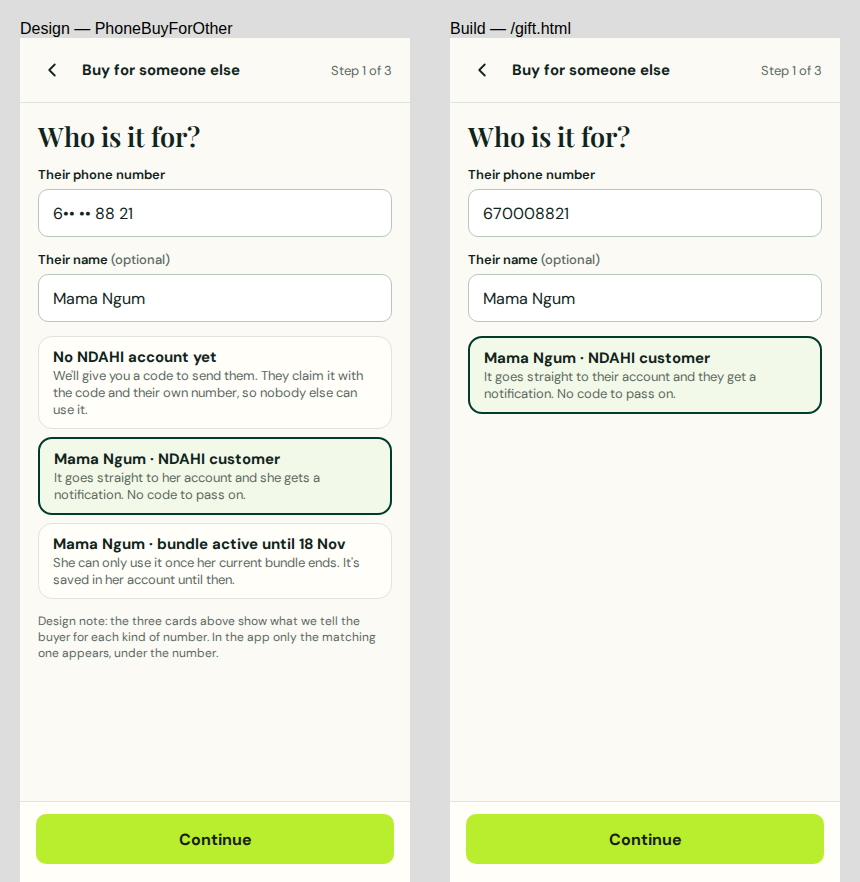 Design — PhoneBuyForOther
Buy for someone else
Step 1 of 3
Who is it for?
Their phone number
6•• •• 88 21
Their name (optional)
Mama Ngum
No NDAHI account yet
We'll give you a code to send them. They claim it with
the code and their own number, so nobody else can
use it.
Mama Ngum · NDAHI customer
It goes straight to her account and she gets a
notification. No code to pass on.
Mama Ngum · bundle active until 18 Nov
She can only use it once her current bundle ends. It's
saved in her account until then.
Design note: the three cards above show what we tell the
buyer for each kind of number. In the app only the matching
one appears, under the number.
Continue
Build — /gift.html
Buy for someone else
Step 1 of 3
Who is it for?
Their phone number
670008821
Their name (optional)
Mama Ngum
Mama Ngum · NDAHI customer
It goes straight to their account and they get a
notification. No code to pass on.
Continue